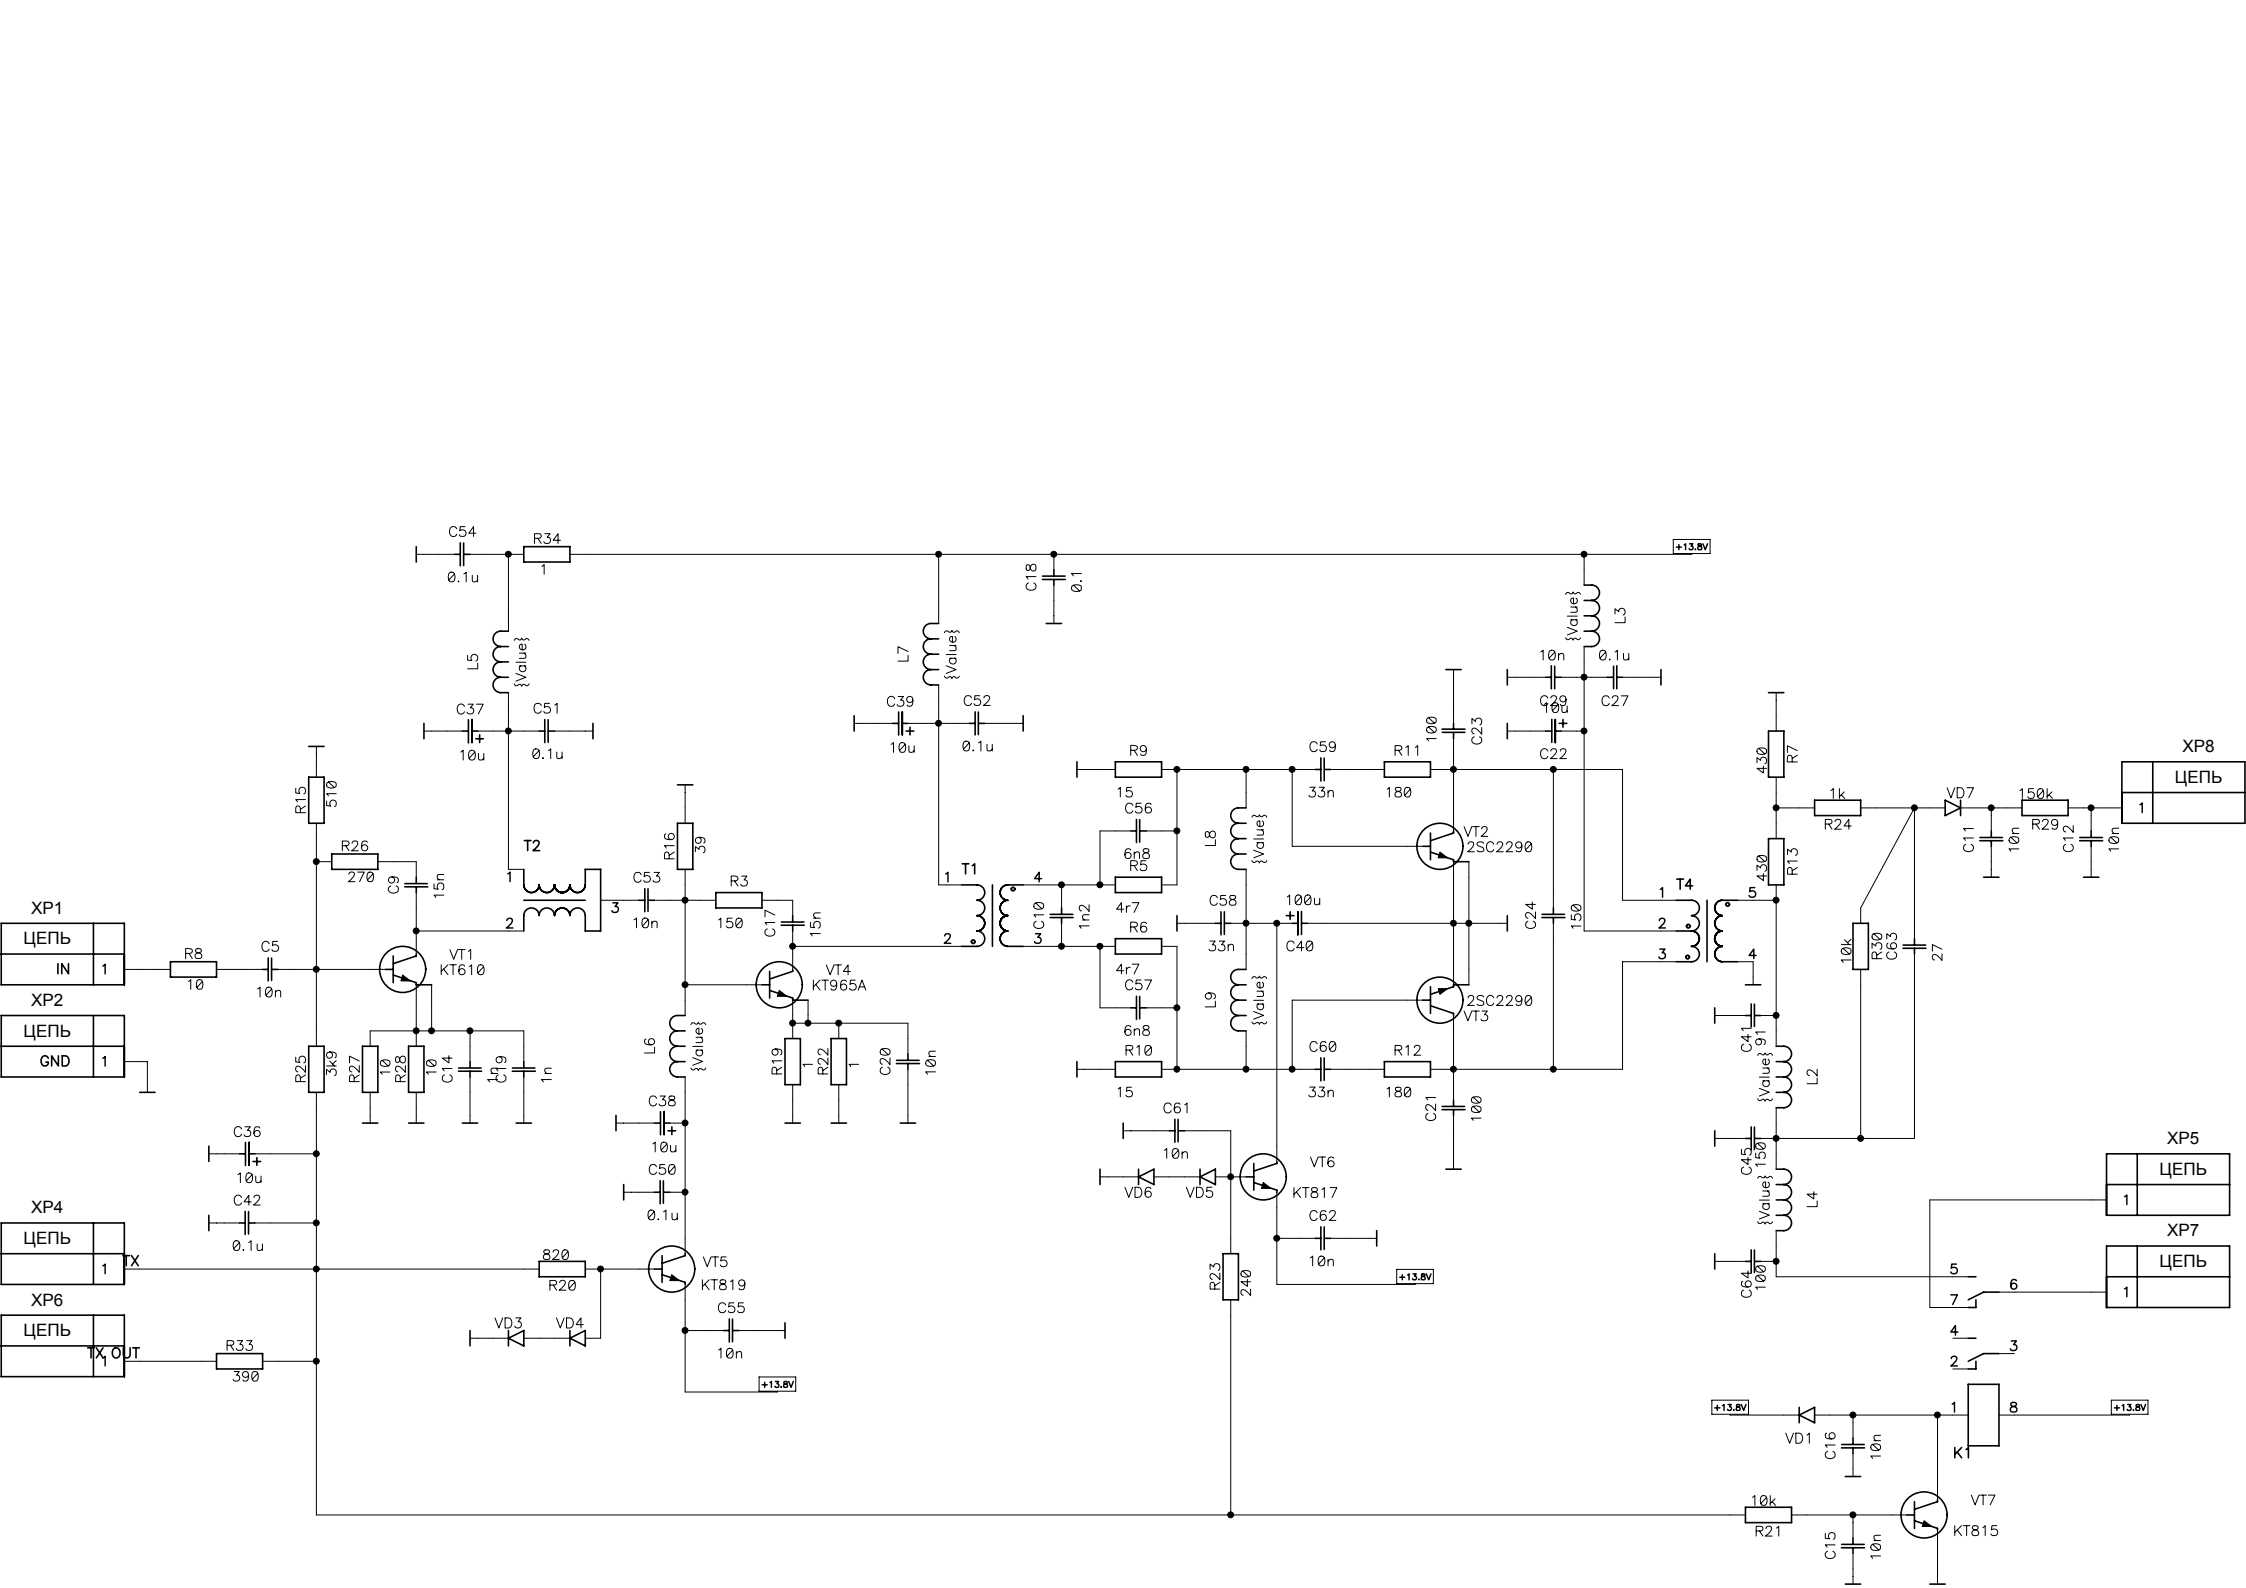 C54
0.1u
R34
1
+13.8V
C18
0.1
L5
~Value~
L7
~Value~
~Value~
L3
C37
10u
C51
0.1u
C39
10u
C52
0.1u
10n
C29
0.1u
C27
10u
C22
100
C23
R15
510
R26
270
C9
15n
T2
1
2
3
C53
10n
R16
39
R3
150
C17
15n
T1
1
2
4
3
C10
1n2
R9
15
C56
6n8
R5
4r7
R6
4r7
C57
6n8
R10
15
C59
33n
R11
180
L8
~Value~
C58
33n
100u
C40
L9
~Value~
C60
33n
R12
180
VT2
2SC2290
2SC2290
VT3
C24
150
C21
100
T4
1
2
3
5
4
430
R7
430
R13
1k
R24
VD7
C11
10n
150k
R29
C12
10n
XP8
ЦЕПЬ
1
10k
R30
C63
27
XP1
ЦЕПЬ
IN
1
R8
10
C5
10n
VT1
KT610
XP2
ЦЕПЬ
GND
1
R25
3k9
R27
10
R28
10
C14
1n
C19
1n
VT4
KT965A
L6
~Value~
R19
1
R22
1
C20
10n
C41
91
~Value~
L2
C45
150
~Value~
L4
C64
100
C36
10u
C42
0.1u
C38
10u
C50
0.1u
XP4
ЦЕПЬ
1
TX
820
R20
VT5
KT819
VD3
VD4
C55
10n
+13.8V
XP6
ЦЕПЬ
TX OUT
1
R33
390
C61
10n
VD6
VD5
VT6
KT817
R23
240
C62
10n
+13.8V
XP5
ЦЕПЬ
1
XP7
ЦЕПЬ
1
5
7
6
4
2
3
+13.8V
VD1
C16
10n
1
8
K1
+13.8V
10k
R21
C15
10n
VT7
KT815